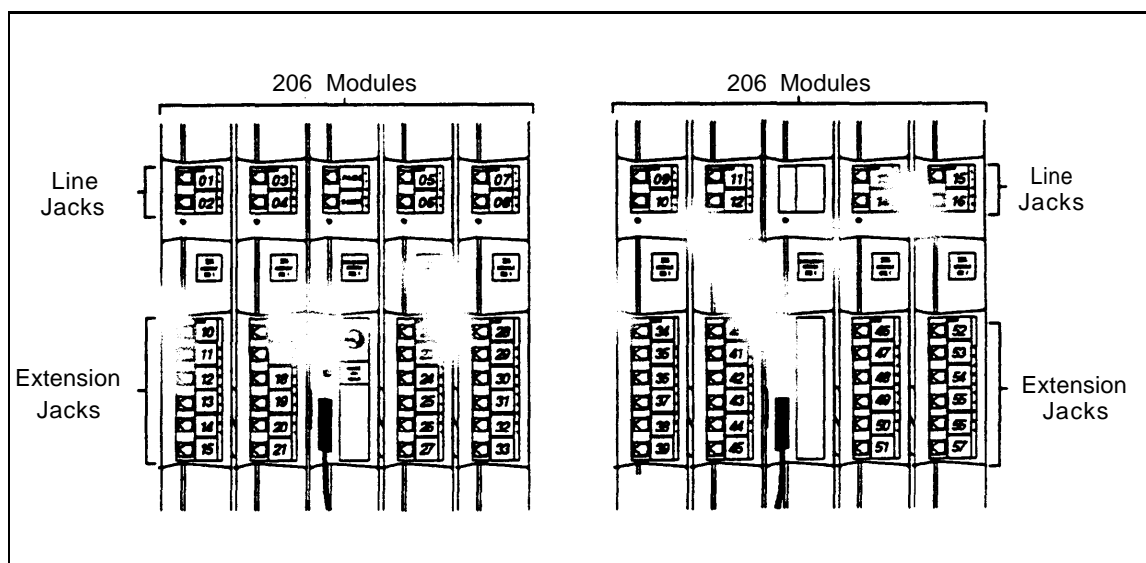 206 Modules
206 Modules
Line
Jacks
01 03 05 07
02 04 06 08
09 11 15
10 12 14 16
Line
Jacks
Extension
Jacks
10 28
11 29
12 18 24 30
13 19 25 31
14 20 26 32
15 21 27 33
34 46 52
35 41 47 53
36 42 48 54
37 43 49 55
38 44 50 56
39 45 51 57
Extension
Jacks